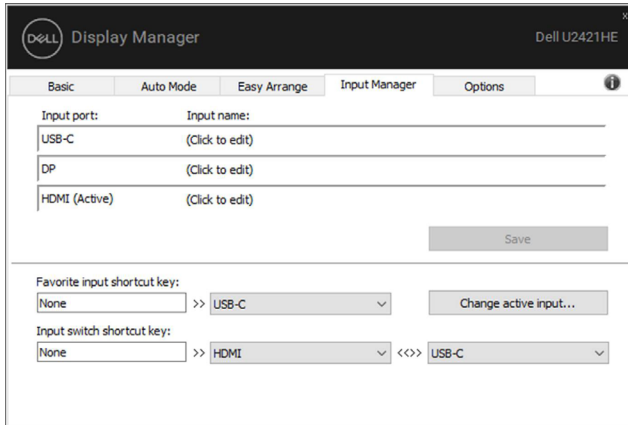 DELL Display Manager Dell U2421HE
Basic Auto Mode Easy Arrange Input Manager Options
Input port: Input name:
USB-C (Click to edit)
DP (Click to edit)
HDMI (Active) (Click to edit)
Save
Favorite input shortcut key:
None >> USB-C Change active input...
Input switch shortcut key:
None >> HDMI <<>> USB-C